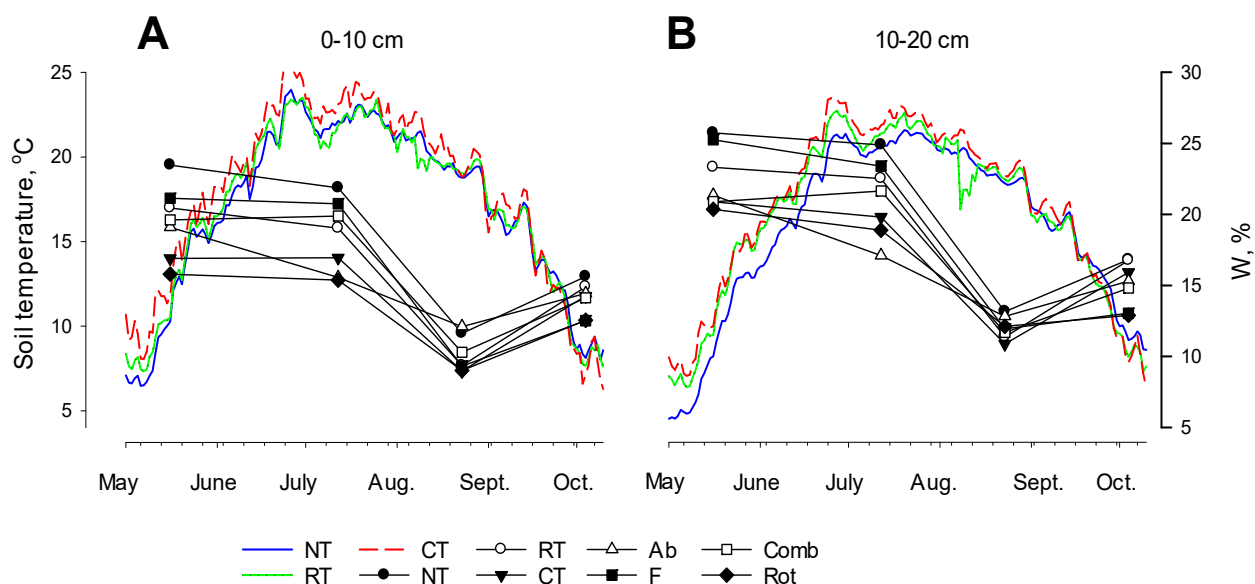 A 0-10 cm B 10-20 cm
25 30
20 25
15 20
10 15
5 10
5
Soil temperature, °C
W, %
May June July Aug. Sept. Oct. May June July Aug. Sept. Oct.
NT CT RT Ab Comb
RT NT CT F Rot